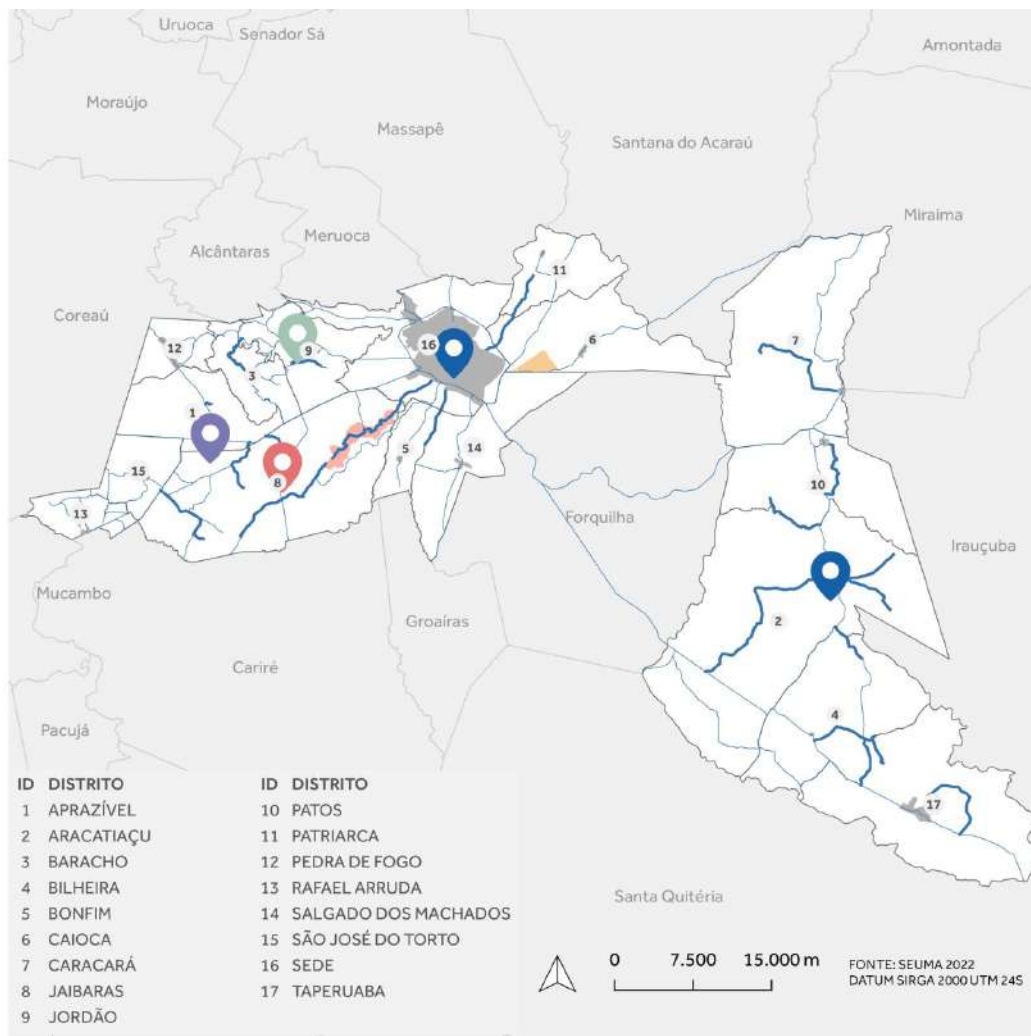 Uruoca
Senador Sá
Amontada
Moraújo
Massapê
Santana do Acaraú
Miraíma
Meruoca
Alcântaras
11
Coreaú
16
6
7
12
9
3
1
5
14
15
10
8
13
Forquilha
Irauçuba
Mucambo
Groaíras
2
Cariré
4
Pacujá
17
ID DISTRITO
1 APRAZÍVEL
2 ARACATIAÇU
3 BARACHO
4 BILHEIRA
5 BONFIM
6 CAIOCA
7 CARACARÁ
8 JAIBARAS
9 JORDÃO
ID DISTRITO
10 PATOS
11 PATRIARCA
12 PEDRA DE FOGO
13 RAFAEL ARRUDA
14 SALGADO DOS MACHADOS
15 SÃO JOSÉ DO TORTO
16 SEDE
17 TAPERUABA
Santa Quitéria
0 7.500 15.000 m
FONTE: SEUMA 2022
DATUM SIRGA 2000 UTM 24S